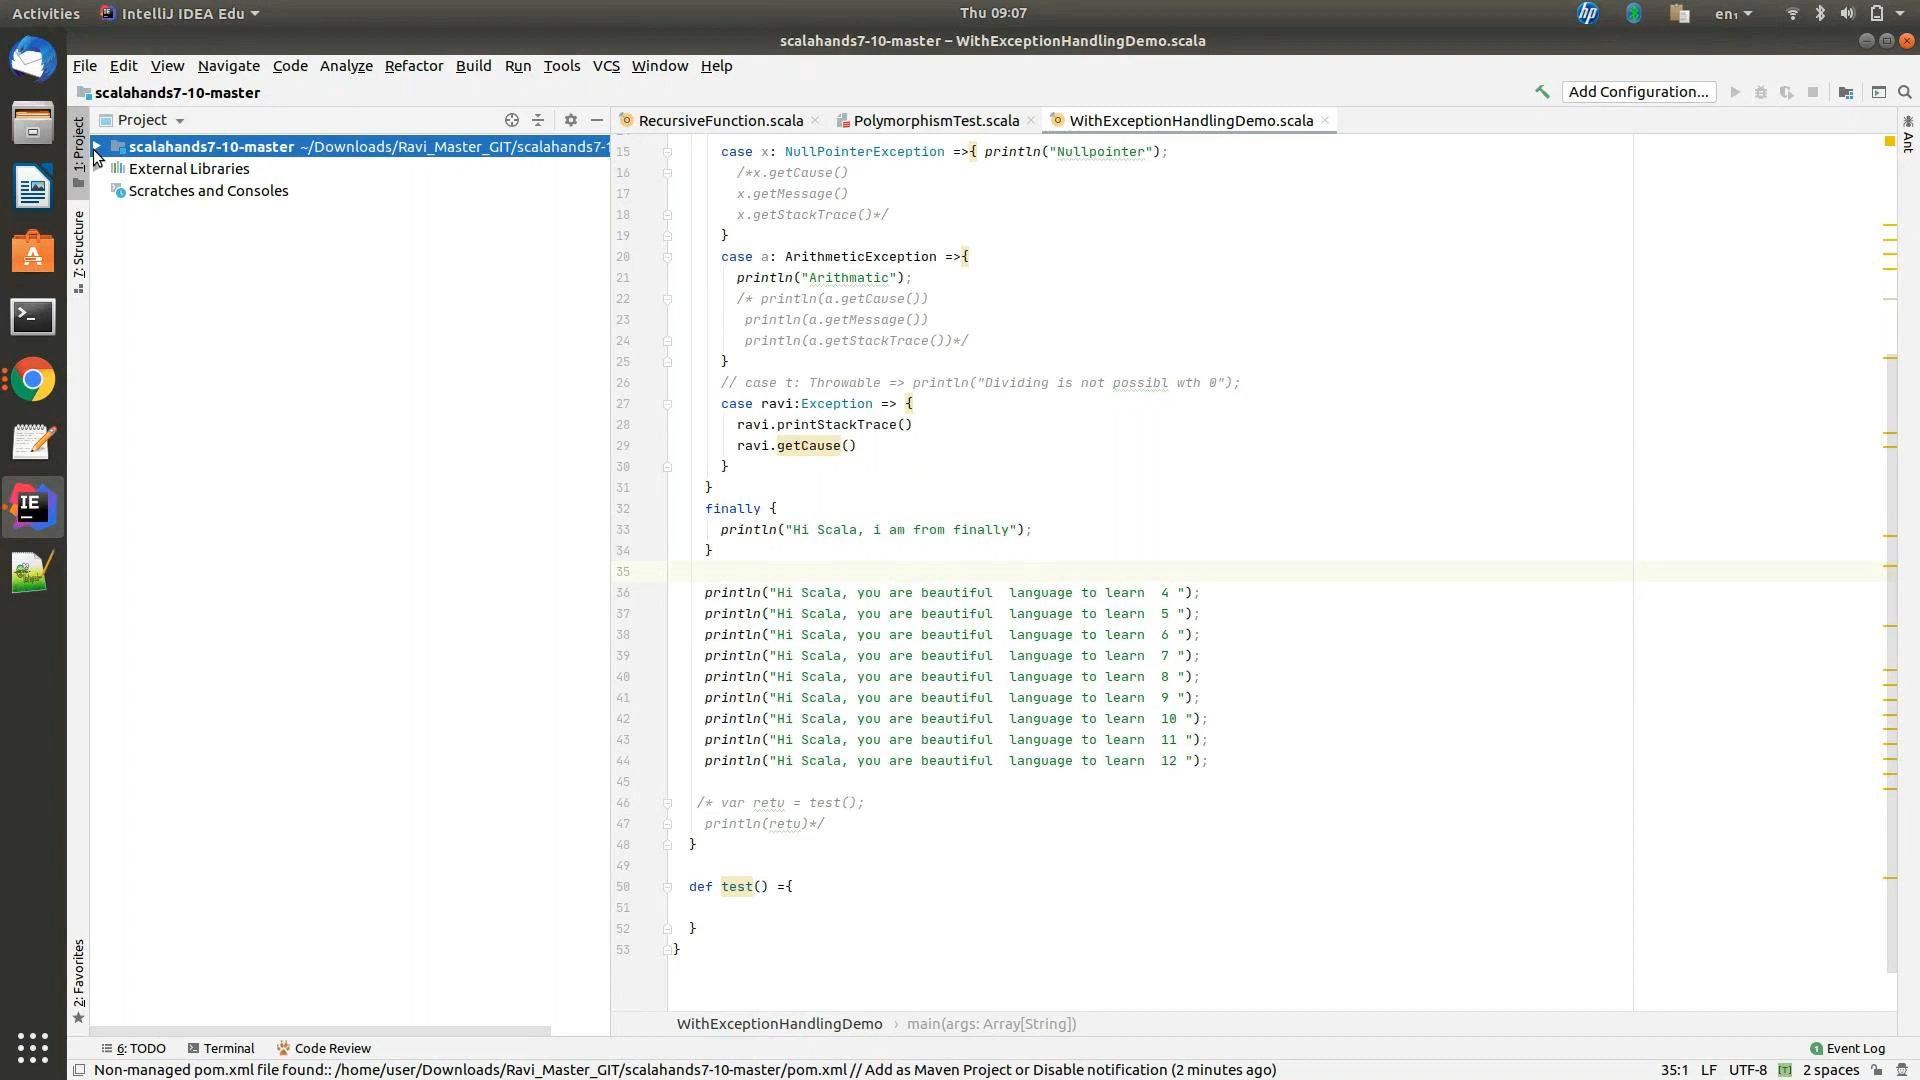 Activities IntelliJ IDEA Edu Thu 09:07 en₁
scalahands7-10-master – WithExceptionHandlingDemo.scala
File Edit View Navigate Code Analyze Refactor Build Run Tools VCS Window Help
scalahands7-10-master Add Configuration...
Project RecursiveFunction.scala PolymorphismTest.scala WithExceptionHandlingDemo.scala
1: Project
7: Structure
2: Favorites
Ant
scalahands7-10-master ~/Downloads/Ravi_Master_GIT/scalahands7-1
External Libraries
Scratches and Consoles
15 case x: NullPointerException =>{ println("Nullpointer");
16 /*x.getCause()
17 x.getMessage()
18 x.getStackTrace()*/
19 }
20 case a: ArithmeticException =>{
21 println("Arithmatic");
22 /* println(a.getCause())
23 println(a.getMessage())
24 println(a.getStackTrace())*/
25 }
26 // case t: Throwable => println("Dividing is not possibl wth 0");
27 case ravi:Exception => {
28 ravi.printStackTrace()
29 ravi.getCause()
30 }
31 }
32 finally {
33 println("Hi Scala, i am from finally");
34 }
35
36 println("Hi Scala, you are beautiful  language to learn  4 ");
37 println("Hi Scala, you are beautiful  language to learn  5 ");
38 println("Hi Scala, you are beautiful  language to learn  6 ");
39 println("Hi Scala, you are beautiful  language to learn  7 ");
40 println("Hi Scala, you are beautiful  language to learn  8 ");
41 println("Hi Scala, you are beautiful  language to learn  9 ");
42 println("Hi Scala, you are beautiful  language to learn  10 ");
43 println("Hi Scala, you are beautiful  language to learn  11 ");
44 println("Hi Scala, you are beautiful  language to learn  12 ");
45
46 /* var retu = test();
47 println(retu)*/
48 }
49
50 def test() ={
51
52 }
53 }
WithExceptionHandlingDemo › main(args: Array[String])
6: TODO Terminal Code Review 1 Event Log
Non-managed pom.xml file found:: /home/user/Downloads/Ravi_Master_GIT/scalahands7-10-master/pom.xml // Add as Maven Project or Disable notification (2 minutes ago) 35:1 LF UTF-8 [T] 2 spaces